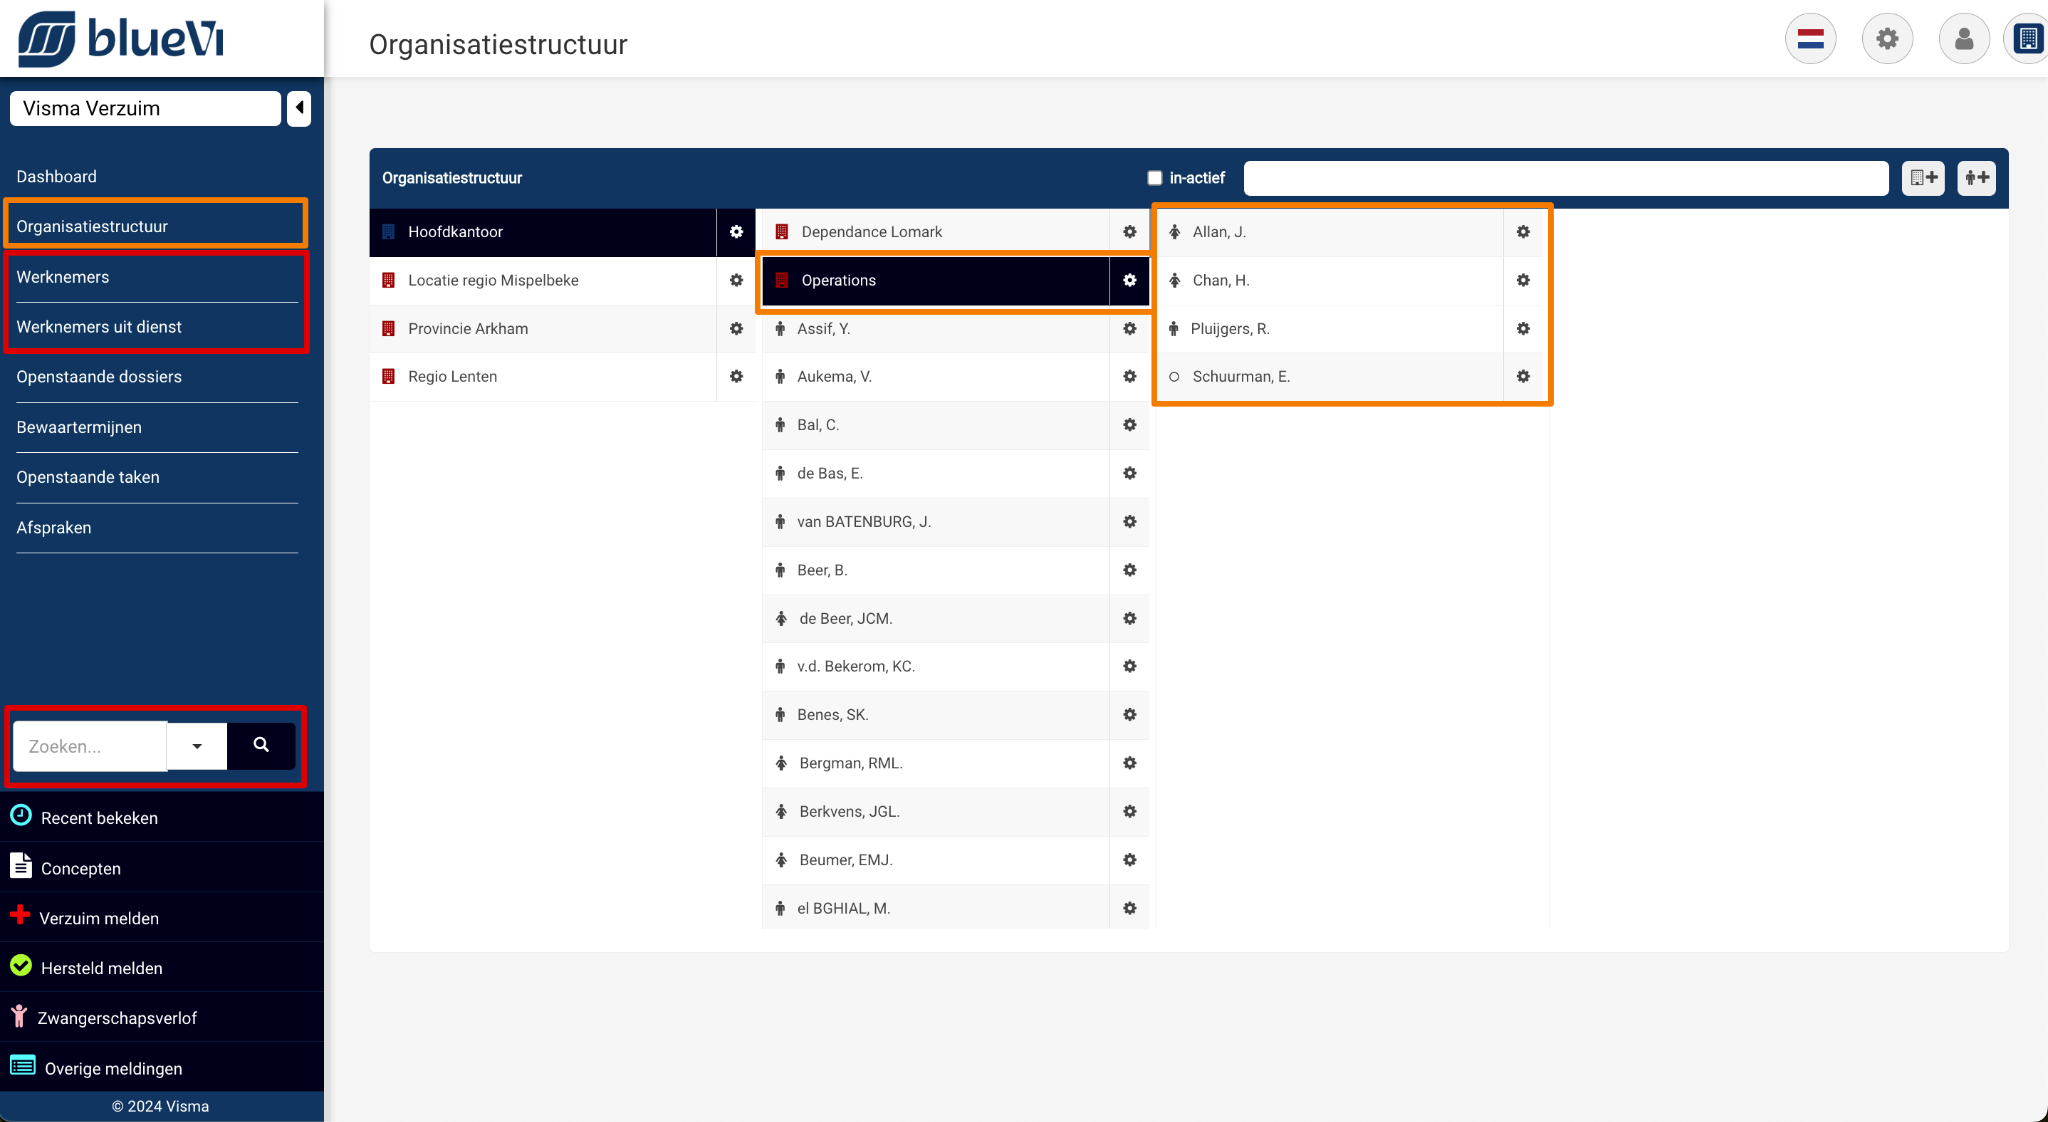 blueVi
Organisatiestructuur
Visma Verzuim
Dashboard
Organisatiestructuur
Werknemers
Werknemers uit dienst
Openstaande dossiers
Bewaartermijnen
Openstaande taken
Afspraken
Zoeken...
Recent bekeken
Concepten
Verzuim melden
Hersteld melden
Zwangerschapsverlof
Overige meldingen
© 2024 Visma
Organisatiestructuur
in-actief
Hoofdkantoor
Locatie regio Mispelbeke
Provincie Arkham
Regio Lenten
Dependance Lomark
Operations
Assif, Y.
Aukema, V.
Bal, C.
de Bas, E.
van BATENBURG, J.
Beer, B.
de Beer, JCM.
v.d. Bekerom, KC.
Benes, SK.
Bergman, RML.
Berkvens, JGL.
Beumer, EMJ.
el BGHIAL, M.
Allan, J.
Chan, H.
Pluijgers, R.
Schuurman, E.